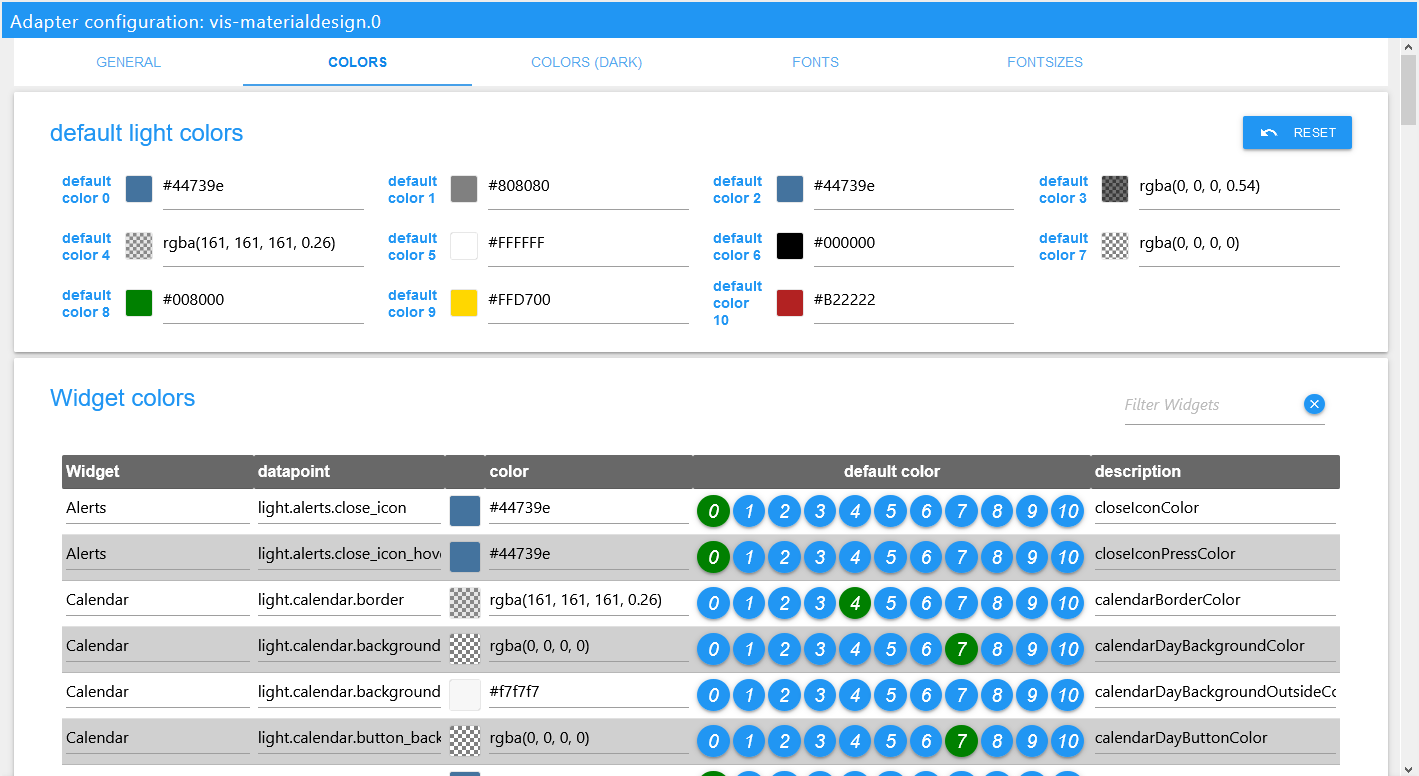 Adapter configuration: vis-materialdesign.0
GENERAL COLORS COLORS (DARK) FONTS FONTSIZES
default light colors
RESET
default color 0 #44739e
default color 1 #808080
default color 2 #44739e
default color 3 rgba(0, 0, 0, 0.54)
default color 4 rgba(161, 161, 161, 0.26)
default color 5 #FFFFFF
default color 6 #000000
default color 7 rgba(0, 0, 0, 0)
default color 8 #008000
default color 9 #FFD700
default color 10 #B22222
Widget colors
Filter Widgets
Widget datapoint color default color description
Alerts light.alerts.close_icon #44739e 0 1 2 3 4 5 6 7 8 9 10 closeIconColor
Alerts light.alerts.close_icon_hov #44739e 0 1 2 3 4 5 6 7 8 9 10 closeIconPressColor
Calendar light.calendar.border rgba(161, 161, 161, 0.26) 0 1 2 3 4 5 6 7 8 9 10 calendarBorderColor
Calendar light.calendar.background rgba(0, 0, 0, 0) 0 1 2 3 4 5 6 7 8 9 10 calendarDayBackgroundColor
Calendar light.calendar.background #f7f7f7 0 1 2 3 4 5 6 7 8 9 10 calendarDayBackgroundOutsideCo
Calendar light.calendar.button_back rgba(0, 0, 0, 0) 0 1 2 3 4 5 6 7 8 9 10 calendarDayButtonColor